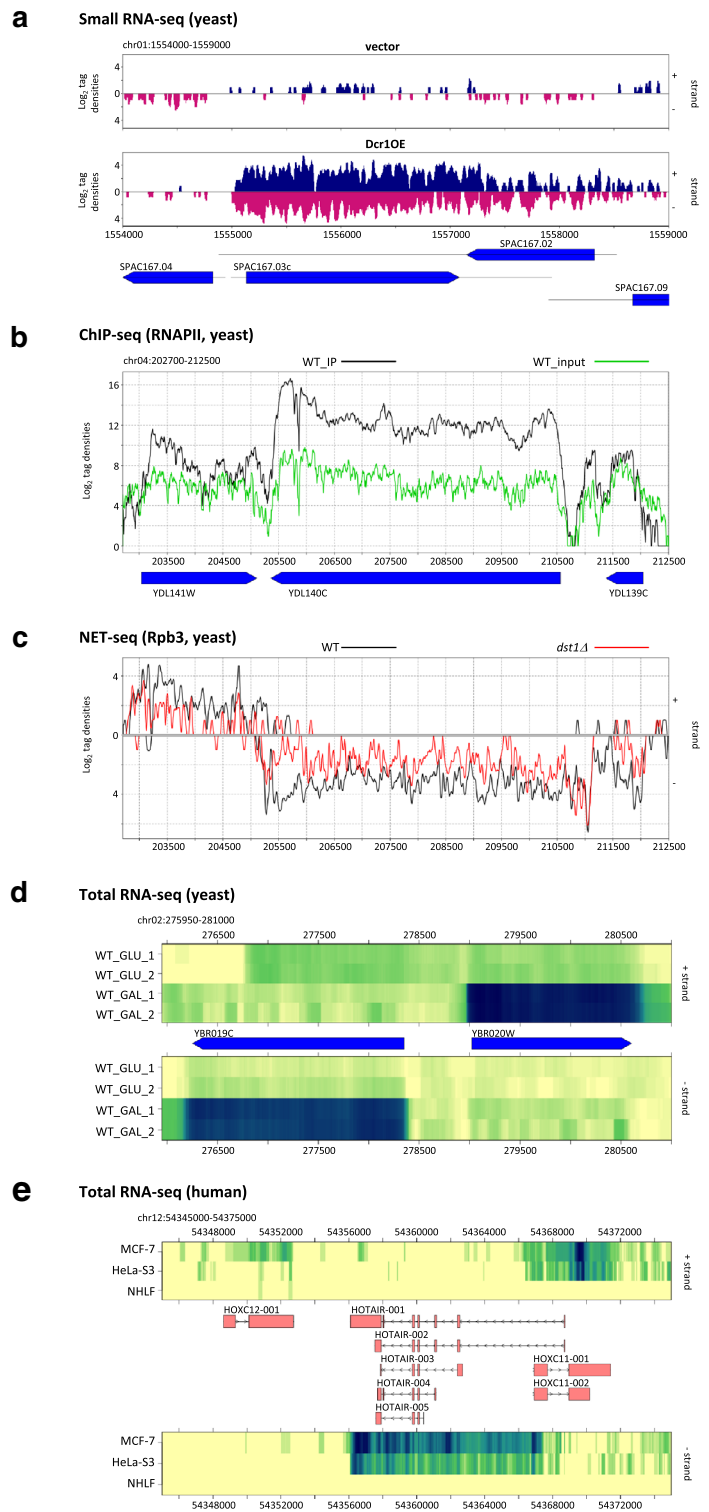 a
Small RNA-seq (yeast)
chr01:1554000-1559000
vector
Log2 tag densities
4
0
4
+
-
strand
Dcr1OE
Log2 tag densities
4
2
0
2
4
+
-
strand
1554000 1555000 1556000 1557000 1558000 1559000
SPAC167.02
SPAC167.04 SPAC167.03c
SPAC167.09
b
ChIP-seq (RNAPII, yeast)
chr04:202700-212500
WT_IP WT_input
Log2 tag densities
16
12
8
4
0
203500 204500 205500 206500 207500 208500 209500 210500 211500 212500
YDL141W YDL140C YDL139C
c
NET-seq (Rpb3, yeast)
WT dst1Δ
Log2 tag densities
4
0
4
+
-
strand
203500 204500 205500 206500 207500 208500 209500 210500 211500 212500
d
Total RNA-seq (yeast)
chr02:275950-281000
276500 277500 278500 279500 280500
WT_GLU_1
WT_GLU_2
WT_GAL_1
WT_GAL_2
+ strand
YBR019C YBR020W
WT_GLU_1
WT_GLU_2
WT_GAL_1
WT_GAL_2
- strand
276500 277500 278500 279500 280500
e
Total RNA-seq (human)
chr12:54345000-54375000
54348000 54352000 54356000 54360000 54364000 54368000 54372000
MCF-7
HeLa-S3
NHLF
+ strand
HOXC12-001 HOTAIR-001
HOTAIR-002
HOTAIR-003 HOXC11-001
HOTAIR-004 HOXC11-002
HOTAIR-005
MCF-7
HeLa-S3
NHLF
- strand
54348000 54352000 54356000 54360000 54364000 54368000 54372000